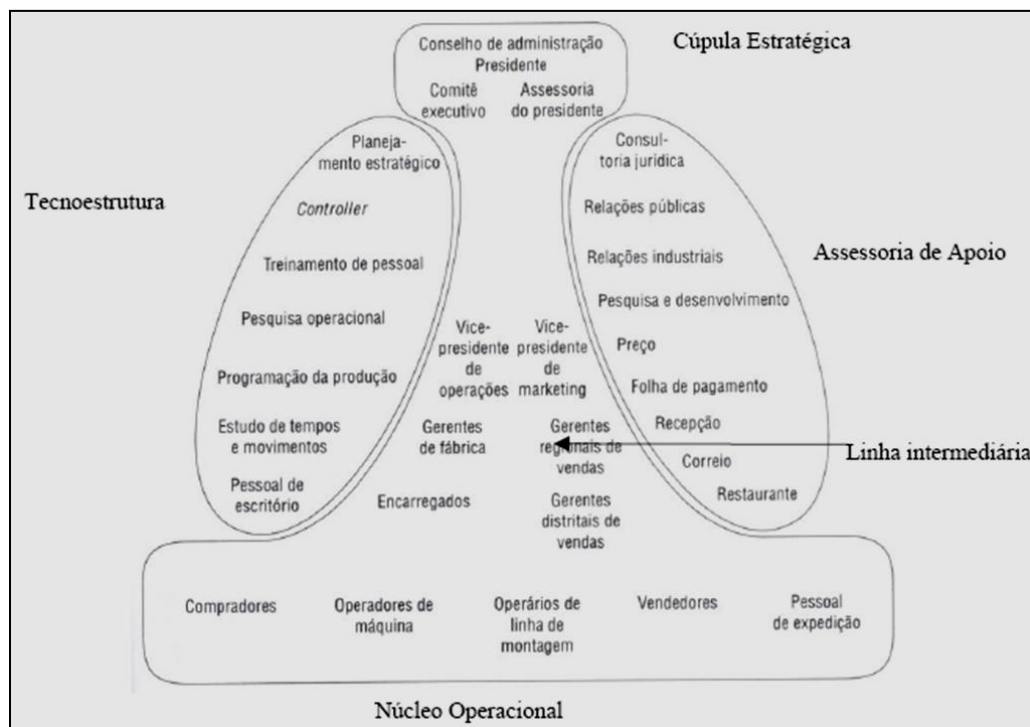 Conselho de administração
Presidente
Comitê
executivo
Assessoria
do presidente
Cúpula Estratégica
Tecnoestrutura
Planeja-
mento estratégico
Controller
Treinamento de pessoal
Pesquisa operacional
Programação da produção
Estudo de tempos
e movimentos
Pessoal de
escritório
Vice-
presidente
de
operações
Vice-
presidente
de
marketing
Gerentes
de fábrica
Gerentes
regionais de
vendas
Encarregados
Gerentes
distritais de
vendas
Consul-
toria jurídica
Relações públicas
Relações industriais
Pesquisa e desenvolvimento
Preço
Folha de pagamento
Recepção
Correio
Restaurante
Assessoria de Apoio
Linha intermediária
Compradores
Operadores de
máquina
Operários de
linha de
montagem
Vendedores
Pessoal
de expedição
Núcleo Operacional